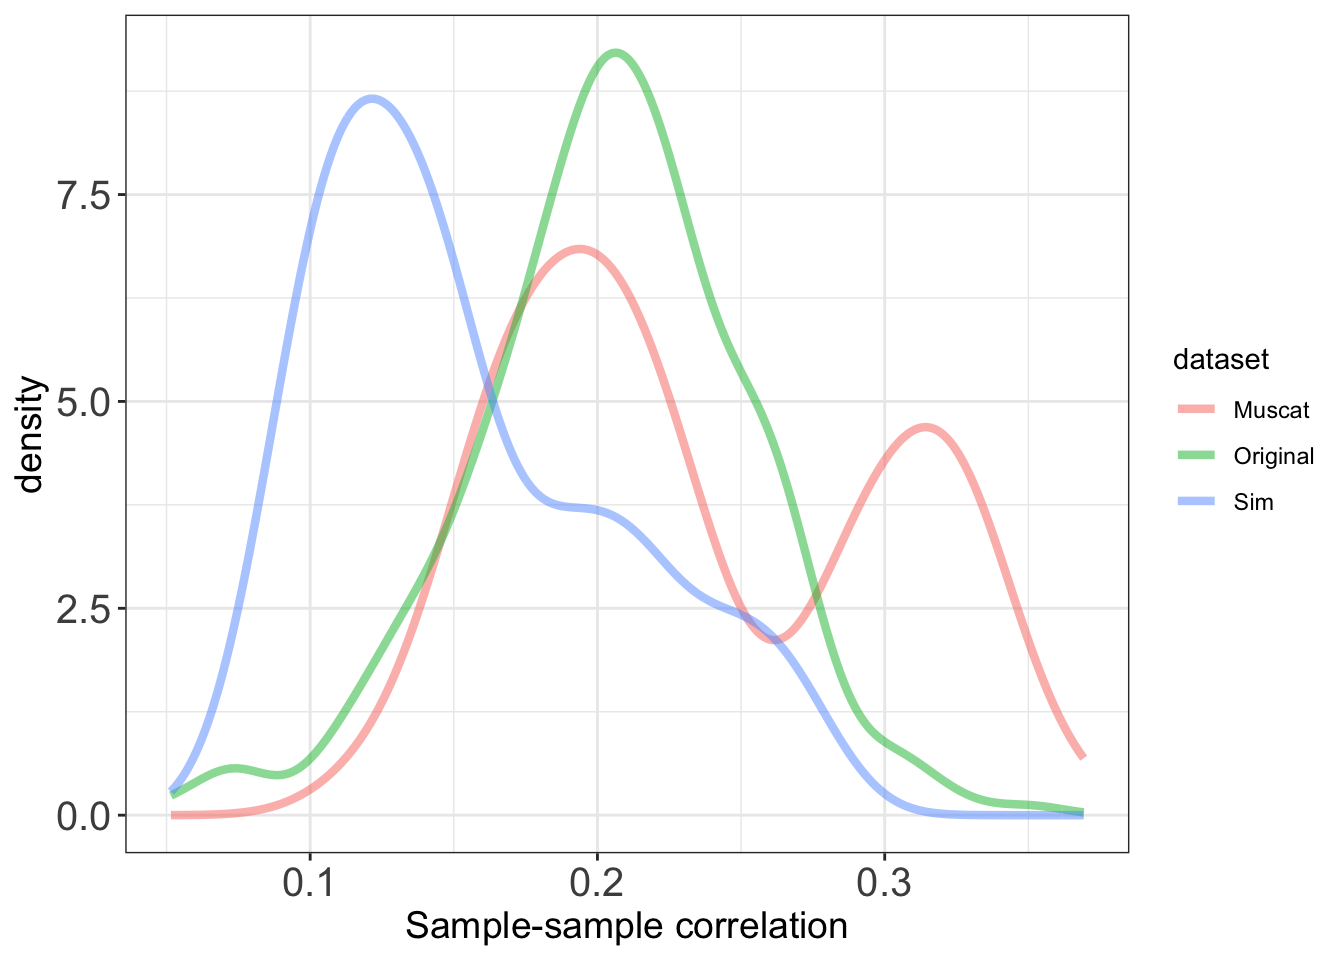 density
7.5
5.0
2.5
0.0
0.1
0.2
0.3
Sample-sample correlation
dataset
Muscat
Original
Sim